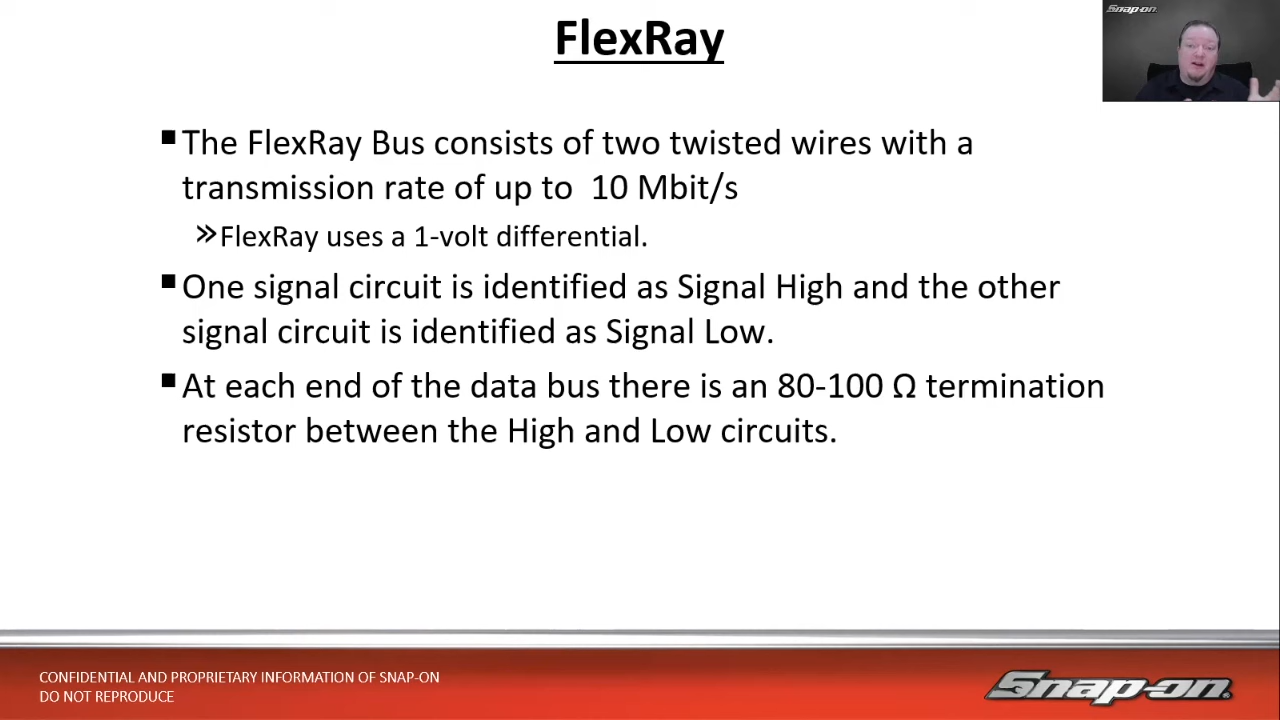 FlexRay
Snap-on
▪ The FlexRay Bus consists of two twisted wires with a
transmission rate of up to 10 Mbit/s
» FlexRay uses a 1-volt differential.
▪ One signal circuit is identified as Signal High and the other
signal circuit is identified as Signal Low.
▪ At each end of the data bus there is an 80-100 Ω termination
resistor between the High and Low circuits.
CONFIDENTIAL AND PROPRIETARY INFORMATION OF SNAP-ON
DO NOT REPRODUCE
Snap-on